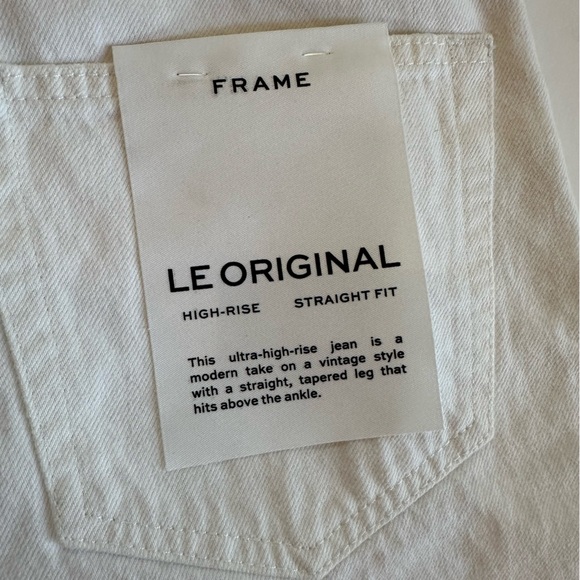 FRAME
LE ORIGINAL
HIGH-RISE STRAIGHT FIT
This ultra-high-rise jean is a
modern take on a vintage style
with a straight, tapered leg that
hits above the ankle.